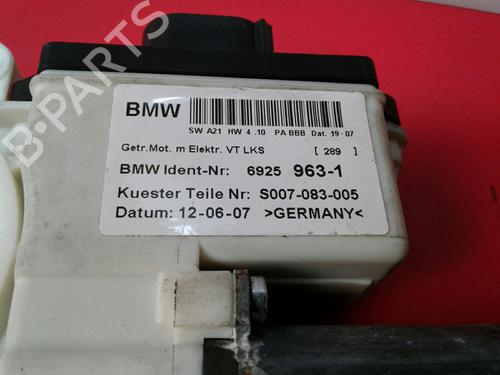 BMW
SW A21 HW 4 .10 PA BBB Dat. 19-07
Getr.Mot. m Elektr. VT LKS [ 289 ]
BMW Ident-Nr: 6925 963-1
Kuester Teile Nr: S007-083-005
Datum: 12-06-07 >GERMANY<
B-PARTS